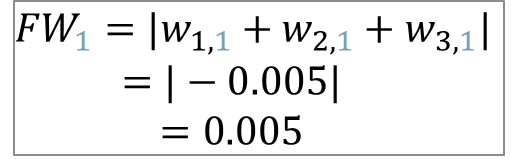 FW₁ = |w₁,₁ + w₂,₁ + w₃,₁|
= | − 0.005|
= 0.005